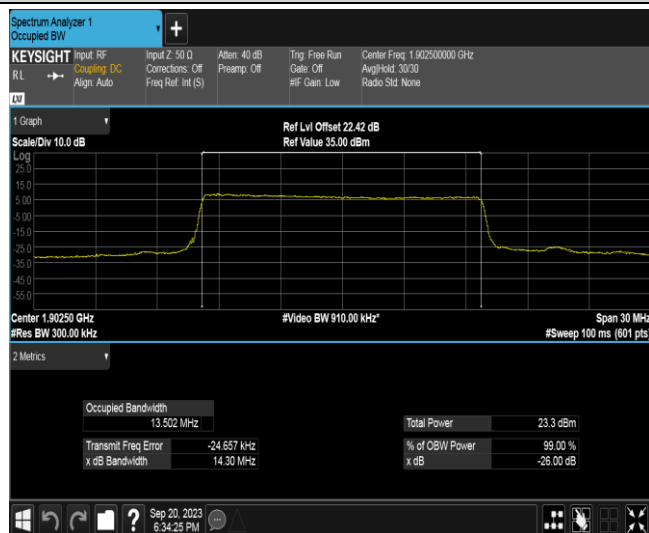 Spectrum Analyzer 1
Occupied BW
+
KEYSIGHT
RL
LXI
Input: RF
Coupling: DC
Align: Auto
Input Z: 50 Ω
Corrections: Off
Freq Ref: Int (S)
Atten: 40 dB
Preamp: Off
Trig: Free Run
Gate: Off
#IF Gain: Low
Center Freq: 1.902500000 GHz
Avg|Hold: 30/30
Radio Std: None
1 Graph
Scale/Div 10.0 dB
Ref Lvl Offset 22.42 dB
Ref Value 35.00 dBm
Log
25.0
15.0
5.00
-5.00
-15.0
-25.0
-35.0
-45.0
-55.0
Center 1.90250 GHz
#Res BW 300.00 kHz
#Video BW 910.00 kHz*
Span 30 MHz
#Sweep 100 ms (601 pts)
2 Metrics
Occupied Bandwidth
13.502 MHz
Transmit Freq Error -24.657 kHz
x dB Bandwidth 14.30 MHz
Total Power 23.3 dBm
% of OBW Power 99.00 %
x dB -26.00 dB
?
Sep 20, 2023
6:34:25 PM